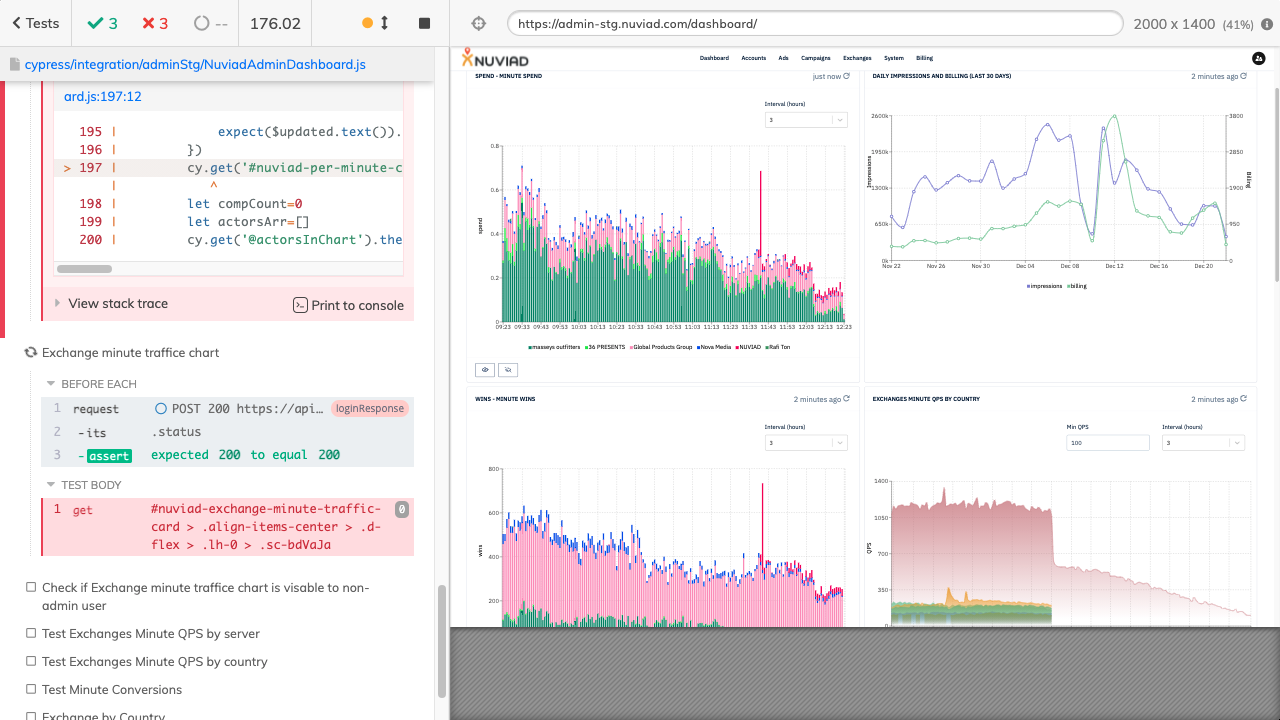 Tests
3
3
--
176.02
https://admin-stg.nuviad.com/dashboard/
2000 x 1400 (41%)
cypress/integration/adminStg/NuviadAdminDashboard.js
ard.js:197:12
195 | expect($updated.text()).
196 | })
> 197 | cy.get('#nuviad-per-minute-c
| ^
198 | let compCount=0
199 | let actorsArr=[]
200 | cy.get('@actorsInChart').the
View stack trace
Print to console
Exchange minute traffice chart
BEFORE EACH
1 request POST 200 https://api... loginResponse
2 -its .status
3 -assert expected 200 to equal 200
TEST BODY
1 get #nuviad-exchange-minute-traffic-
card > .align-items-center > .d-
flex > .lh-0 > .sc-bdVaJa
0
Check if Exchange minute traffice chart is visable to non-
admin user
Test Exchanges Minute QPS by server
Test Exchanges Minute QPS by country
Test Minute Conversions
Exchange by Country
NUVIAD
Dashboard Accounts Ads Campaigns Exchanges System Billing
SPEND - MINUTE SPEND
just now
Interval (hours)
3
0.8
0.6
0.4
0.2
0
spend
09:23 09:33 09:43 09:53 10:03 10:13 10:23 10:33 10:43 10:53 11:03 11:13 11:23 11:33 11:43 11:53 12:03 12:13 12:23
masseys outfitters 36 PRESENTS Global Products Group Nova Media NUVIAD Rafi Ton
DAILY IMPRESSIONS AND BILLING (LAST 30 DAYS)
2 minutes ago
2600k
1950k
1300k
650k
0k
Impressions
3800
2850
1900
950
0
Billing
Nov 22 Nov 26 Nov 30 Dec 04 Dec 08 Dec 12 Dec 16 Dec 20
impressions billing
WINS - MINUTE WINS
2 minutes ago
Interval (hours)
3
800
600
400
200
wins
EXCHANGES MINUTE QPS BY COUNTRY
2 minutes ago
Min QPS
100
Interval (hours)
3
1400
1050
700
350
0
QPS